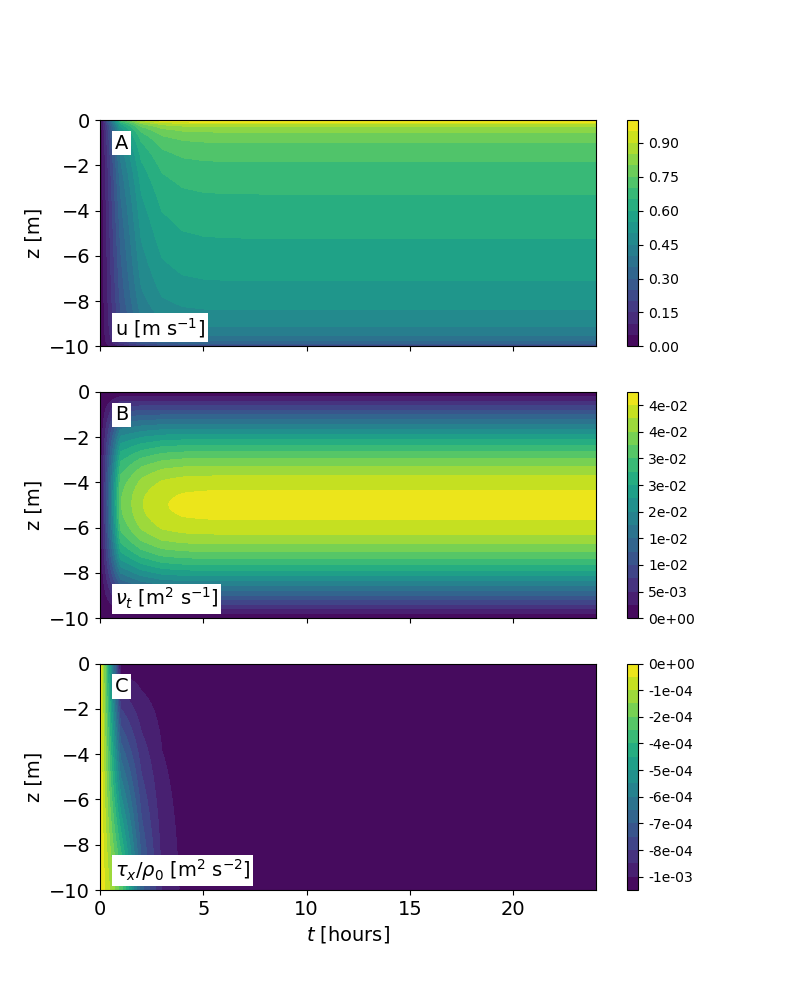 0
−2
−4
−6
−8
−10
z [m]
A
u [m s⁻¹]
0.90
0.75
0.60
0.45
0.30
0.15
0.00
0
−2
−4
−6
−8
−10
z [m]
B
νₜ [m² s⁻¹]
4e-02
4e-02
3e-02
3e-02
2e-02
1e-02
1e-02
5e-03
0e+00
0
−2
−4
−6
−8
−10
z [m]
C
τₓ/ρ₀ [m² s⁻²]
0e+00
-1e-04
-2e-04
-4e-04
-5e-04
-6e-04
-7e-04
-8e-04
-1e-03
0 5 10 15 20
t [hours]